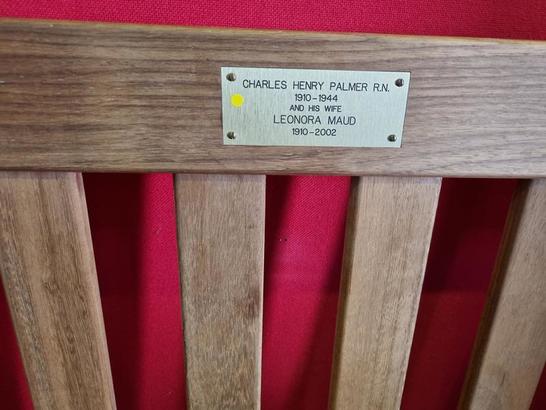 CHARLES HENRY PALMER R.N.
1910-1944
AND HIS WIFE
LEONORA MAUD
1910-2002